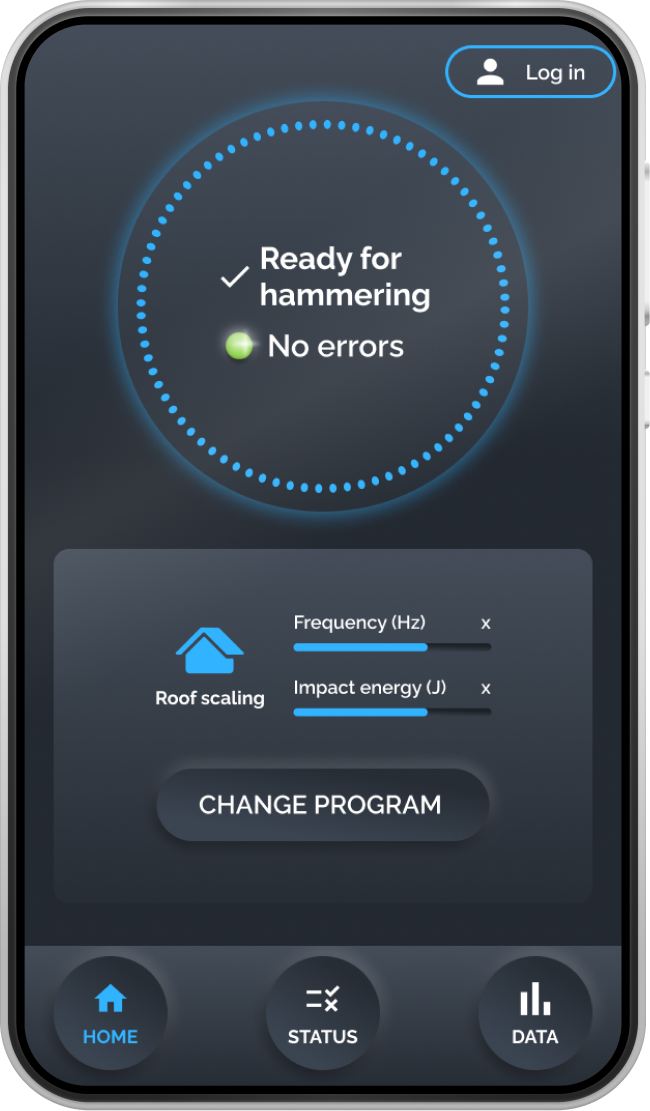 Log in
Ready for
hammering
No errors
Frequency (Hz) x
Roof scaling
Impact energy (J) x
CHANGE PROGRAM
HOME
STATUS
DATA